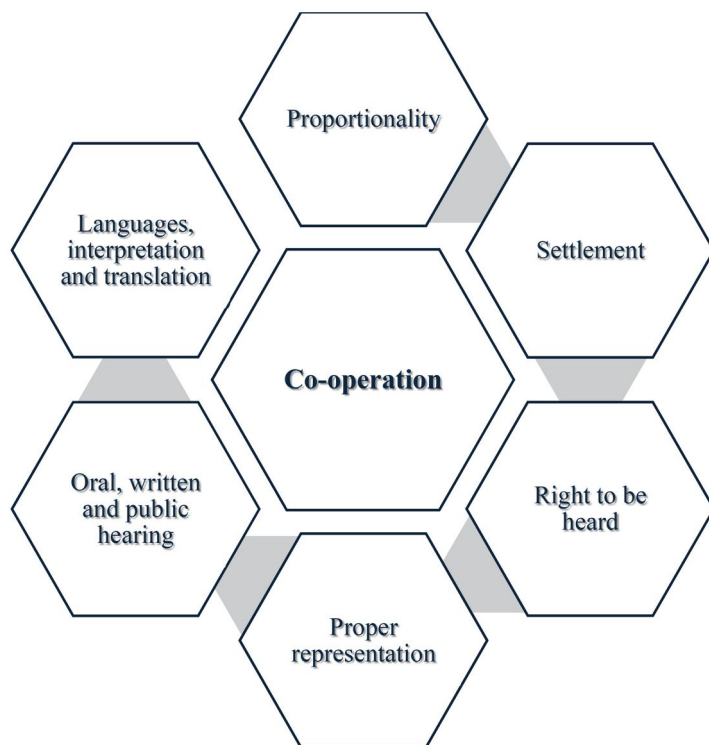 Proportionality
Languages,
interpretation
and translation
Settlement
Co-operation
Oral, written
and public
hearing
Right to be
heard
Proper
representation